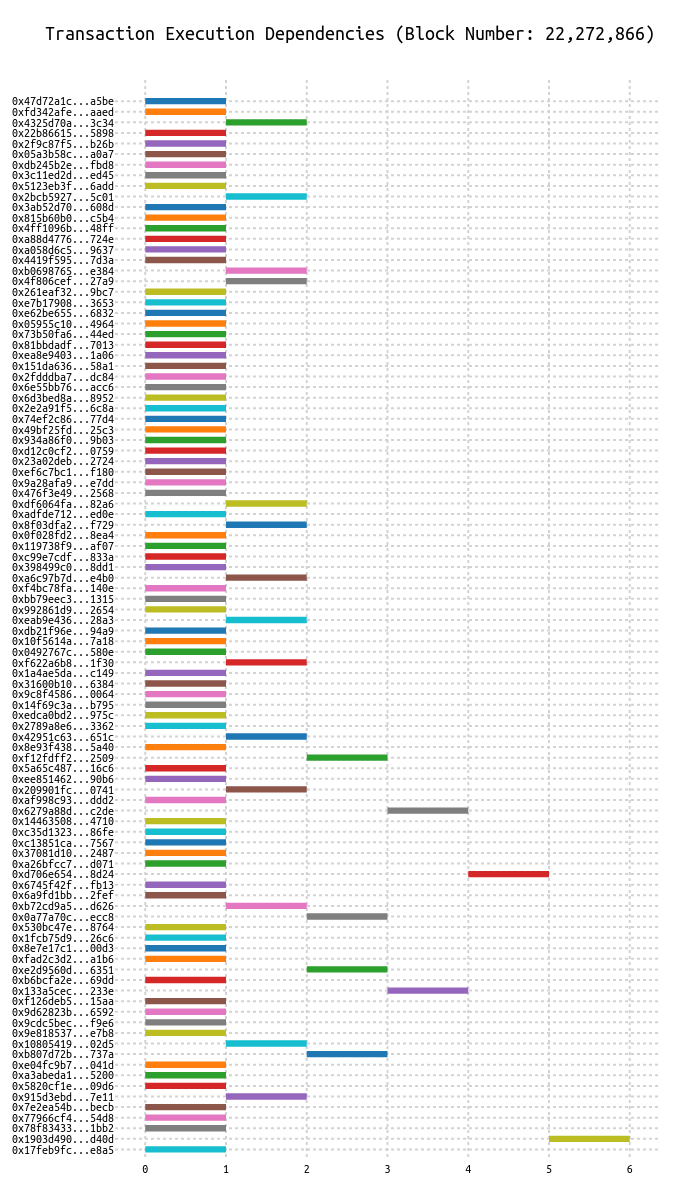 Transaction Execution Dependencies (Block Number: 22,272,866)
0x47d72a1c...a5be
0xfd342afe...aaed
0x4325d70a...3c34
0x22b86615...5898
0x2f9c87f5...b26b
0x05a3b58c...a0a7
0xdb245b2e...fbd8
0x3c11ed2d...ed45
0x5123eb3f...6add
0x2bcb5927...5c01
0x3ab52d70...608d
0x815b60b0...c5b4
0x4ff1096b...48ff
0xa88d4776...724e
0xa058d6c5...9637
0x4419f595...7d3a
0xb0698765...e384
0x4f806cef...27a9
0x261eaf32...9bc7
0xe7b17908...3653
0xe62be655...6832
0x05955c10...4964
0x73b50fa6...44ed
0x81bbdadf...7013
0xea8e9403...1a06
0x151da636...58a1
0x2fdddba7...dc84
0x6e55bb76...acc6
0x6d3bed8a...8952
0x2e2a91f5...6c8a
0x74ef2c86...77d4
0x49bf25fd...25c3
0x934a86f0...9b03
0xd12c0cf2...0759
0x23a02deb...2724
0xef6c7bc1...f180
0x9a28afa9...e7dd
0x476f3e49...2568
0xdf6064fa...82a6
0xadfde712...ed0e
0x8f03dfa2...f729
0x0f028fd2...8ea4
0x119738f9...af07
0xc99e7cdf...833a
0x398499c0...8dd1
0xa6c97b7d...e4b0
0xf4bc78fa...140e
0xbb79eec3...1315
0x992861d9...2654
0xeab9e436...28a3
0xdb21f96e...94a9
0x10f5614a...7a18
0x0492767c...580e
0xf622a6b8...1f30
0x1a4ae5da...c149
0x31600b10...6384
0x9c8f4586...0064
0x14f69c3a...b795
0xedca0bd2...975c
0x2789a8e6...3362
0x42951c63...651c
0x8e93f438...5a40
0xf12fdff2...2509
0x5a65c487...16c6
0xee851462...90b6
0x209901fc...0741
0xaf998c93...ddd2
0x6279a88d...c2de
0x14463508...4710
0xc35d1323...86fe
0xc13851ca...7567
0x37081d10...2487
0xa26bfcc7...d071
0xd706e654...8d24
0x6745f42f...fb13
0x6a9fd1bb...2fef
0xb72cd9a5...d626
0x0a77a70c...ecc8
0x530bc47e...8764
0x1fcb75d9...26c6
0x8e7e17c1...00d3
0xfad2c3d2...a1b6
0xe2d9560d...6351
0xb6bcfa2e...69dd
0x133a5cec...233e
0xf126deb5...15aa
0x9d62823b...6592
0x9cdc5bec...f9e6
0x9e818537...e7b8
0x10805419...02d5
0xb807d72b...737a
0xe04fc9b7...041d
0xa3abeda1...5200
0x5820cf1e...09d6
0x915d3ebd...7e11
0x7e2ea54b...becb
0x77966cf4...54d8
0x78f83433...1bb2
0x1903d490...d40d
0x17feb9fc...e8a5
0 1 2 3 4 5 6